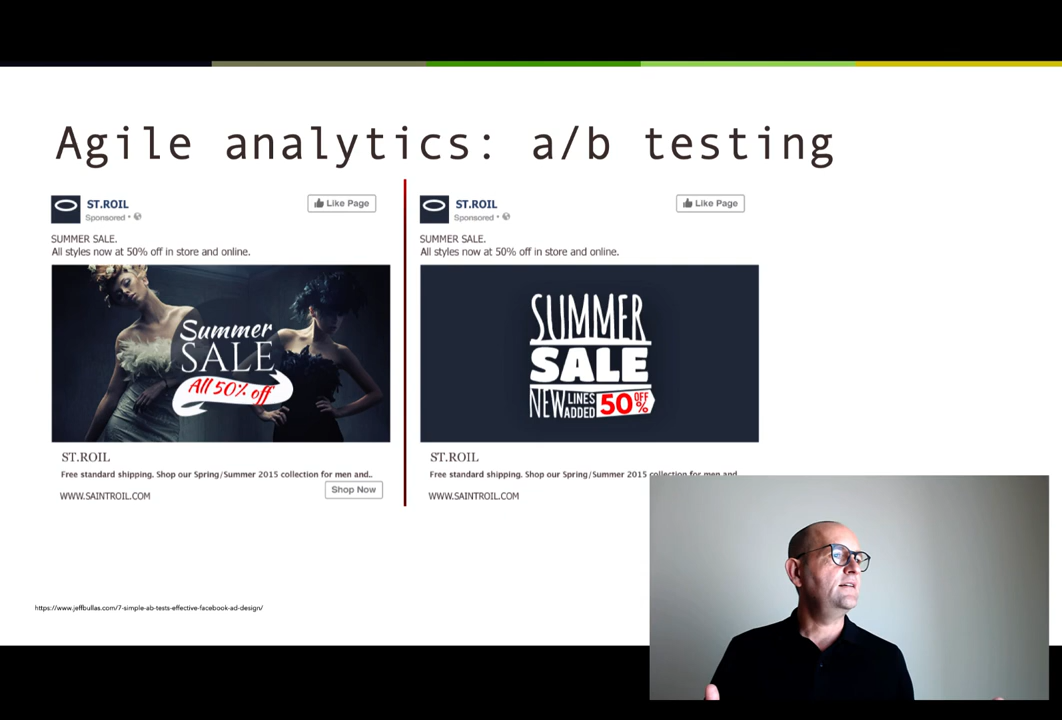 Agile analytics: a/b testing
ST.ROIL
Sponsored •
Like Page
SUMMER SALE.
All styles now at 50% off in store and online.
Summer
SALE
All 50% off
ST.ROIL
Free standard shipping. Shop our Spring/Summer 2015 collection for men and..
WWW.SAINTROIL.COM
Shop Now
ST.ROIL
Sponsored •
Like Page
SUMMER SALE.
All styles now at 50% off in store and online.
SUMMER
SALE
NEW LINES ADDED 50% OFF
ST.ROIL
Free standard shipping. Shop our Spring/Summer 2015 collection for men and
WWW.SAINTROIL.COM
https://www.jeffbullas.com/7-simple-ab-tests-effective-facebook-ad-design/